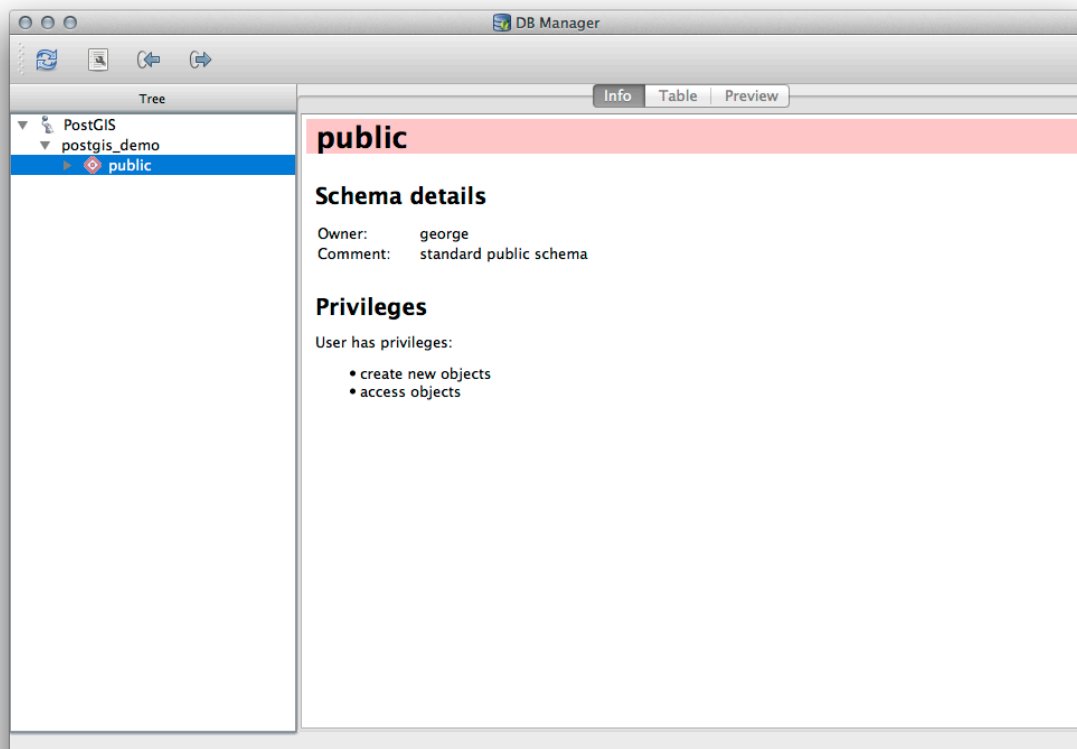 DB Manager
Tree
Info Table Preview
PostGIS
postgis_demo
public
public
Schema details
Owner: george
Comment: standard public schema
Privileges
User has privileges:
• create new objects
• access objects